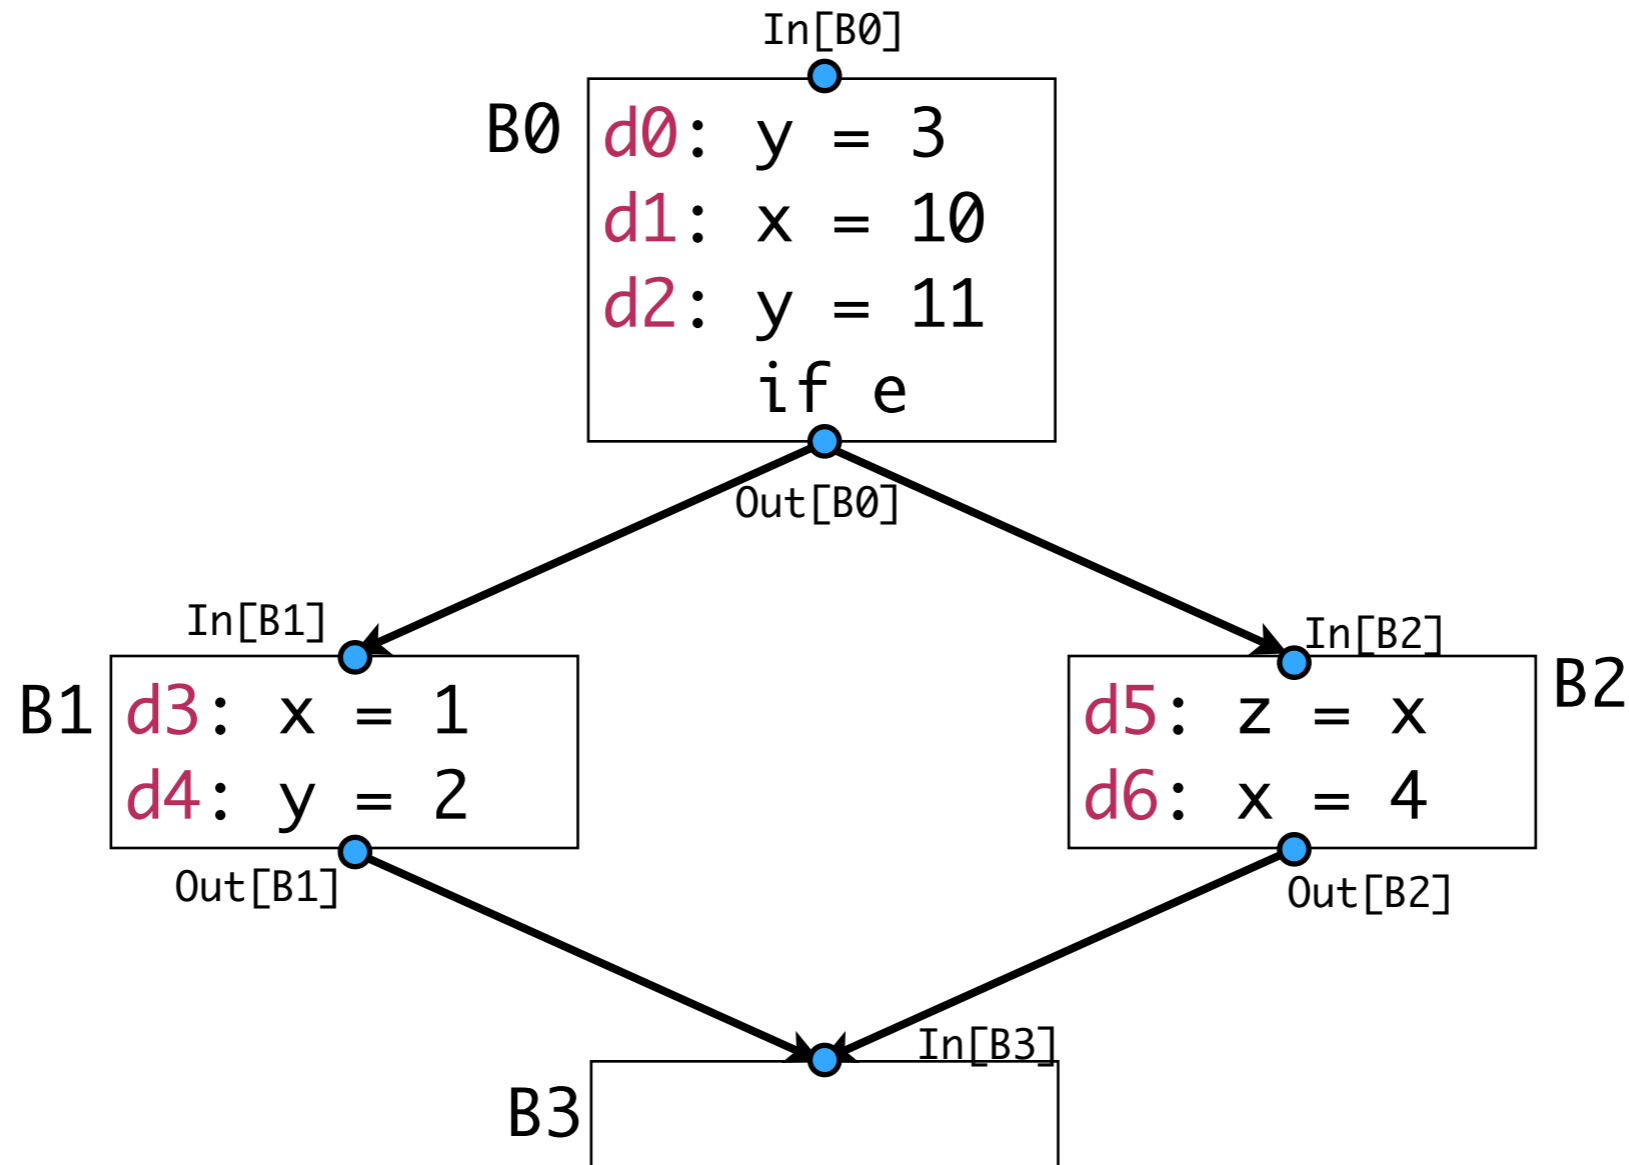 In[B0]
B0
d0: y = 3
d1: x = 10
d2: y = 11
if e
Out[B0]
In[B1]
B1
d3: x = 1
d4: y = 2
Out[B1]
In[B2]
B2
d5: z = x
d6: x = 4
Out[B2]
In[B3]
B3